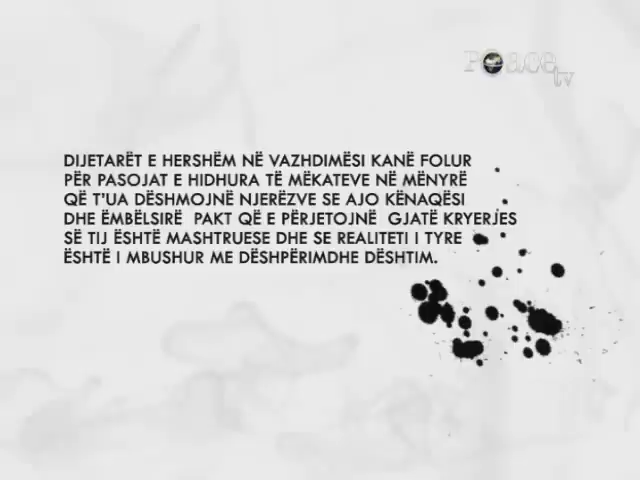 Peace tv
DIJETARËT E HERSHËM NË VAZHDIMËSI KANË FOLUR
PËR PASOJAT E HIDHURA TË MËKATEVE NË MËNYRË
QË T'UA DËSHMOJNË NJERËZVE SE AJO KËNAQËSI
DHE ËMBËLSIRË PAKT QË E PËRJETOJNË GJATË KRYERJES
SË TIJ ËSHTË MASHTRUESE DHE SE REALITETI I TYRE
ËSHTË I MBUSHUR ME DËSHPËRIMDHE DËSHTIM.